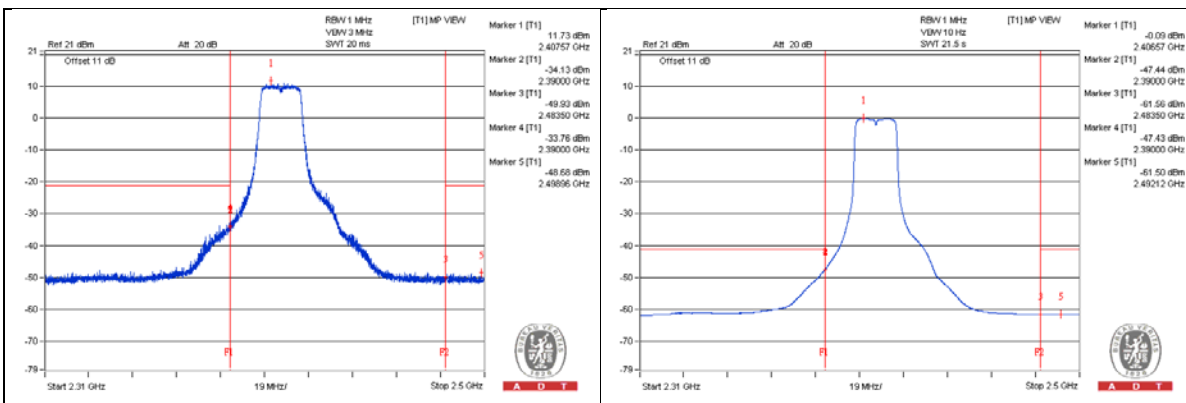 RBW 1 MHz [T1] MP VIEW
VBW 3 MHz
Ref 21 dBm Att 20 dB SWT 20 ms
21
Offset 11 dB
10
0
-10
-20
-30
-40
-50
-60
-70
-79
1
3
5
F1
F2
Start 2.31 GHz 19 MHz/ Stop 2.5 GHz
Marker 1 [T1]
11.73 dBm
2.40757 GHz
Marker 2 [T1]
-34.13 dBm
2.39000 GHz
Marker 3 [T1]
-49.93 dBm
2.48350 GHz
Marker 4 [T1]
-33.76 dBm
2.39000 GHz
Marker 5 [T1]
-48.68 dBm
2.49896 GHz
BUREAU VERITAS
1828
A D T
RBW 1 MHz [T1] MP VIEW
VBW 10 Hz
Ref 21 dBm Att 20 dB SWT 21.5 s
21
Offset 11 dB
10
0
-10
-20
-30
-40
-50
-60
-70
-79
1
3
5
F1
F2
Start 2.31 GHz 19 MHz/ Stop 2.5 GHz
Marker 1 [T1]
-0.09 dBm
2.40657 GHz
Marker 2 [T1]
-47.44 dBm
2.39000 GHz
Marker 3 [T1]
-61.56 dBm
2.48350 GHz
Marker 4 [T1]
-47.43 dBm
2.39000 GHz
Marker 5 [T1]
-61.50 dBm
2.49212 GHz
BUREAU VERITAS
1828
A D T